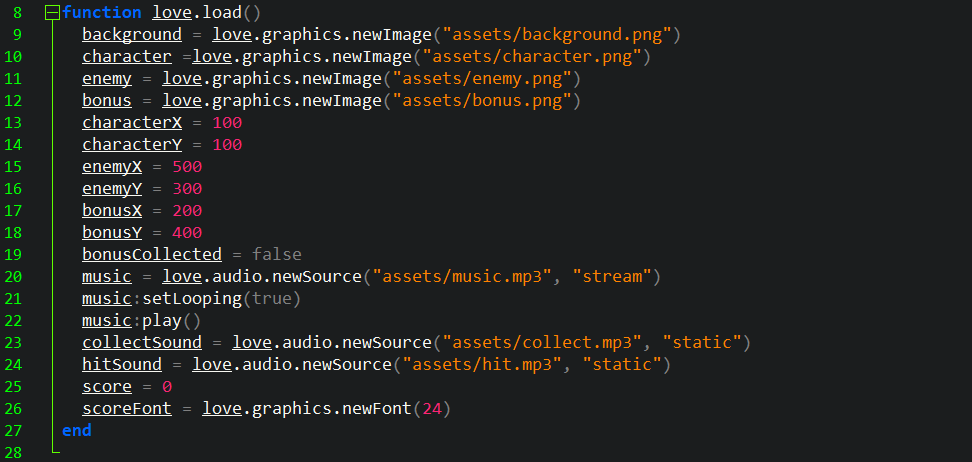 8 function love.load()
9 background = love.graphics.newImage("assets/background.png")
10 character =love.graphics.newImage("assets/character.png")
11 enemy = love.graphics.newImage("assets/enemy.png")
12 bonus = love.graphics.newImage("assets/bonus.png")
13 characterX = 100
14 characterY = 100
15 enemyX = 500
16 enemyY = 300
17 bonusX = 200
18 bonusY = 400
19 bonusCollected = false
20 music = love.audio.newSource("assets/music.mp3", "stream")
21 music:setLooping(true)
22 music:play()
23 collectSound = love.audio.newSource("assets/collect.mp3", "static")
24 hitSound = love.audio.newSource("assets/hit.mp3", "static")
25 score = 0
26 scoreFont = love.graphics.newFont(24)
27 end
28